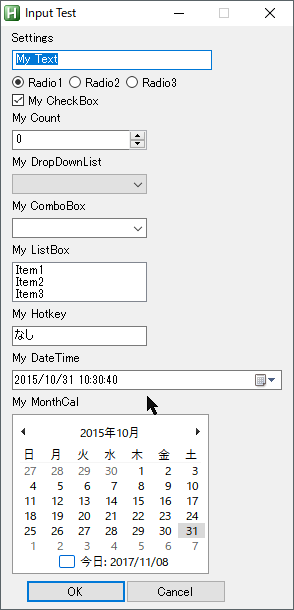 Input Test
Settings
My Text
Radio1 Radio2 Radio3
My CheckBox
My Count
0
My DropDownList
My ComboBox
My ListBox
Item1
Item2
Item3
My Hotkey
なし
My DateTime
2015/10/31 10:30:40
My MonthCal
2015年10月
日 月 火 水 木 金 土
27 28 29 30 1 2 3
4 5 6 7 8 9 10
11 12 13 14 15 16 17
18 19 20 21 22 23 24
25 26 27 28 29 30 31
1 2 3 4 5 6 7
今日: 2017/11/08
OK Cancel